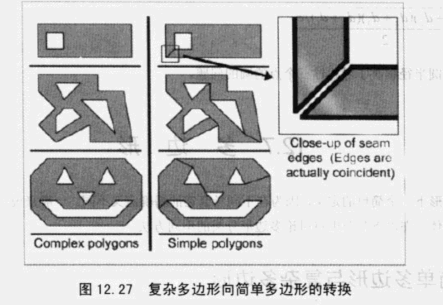 Close-up of seam
edges (Edges are
actually coincident)
Complex polygons
Simple polygons
图 12.27 复杂多边形向简单多边形的转换